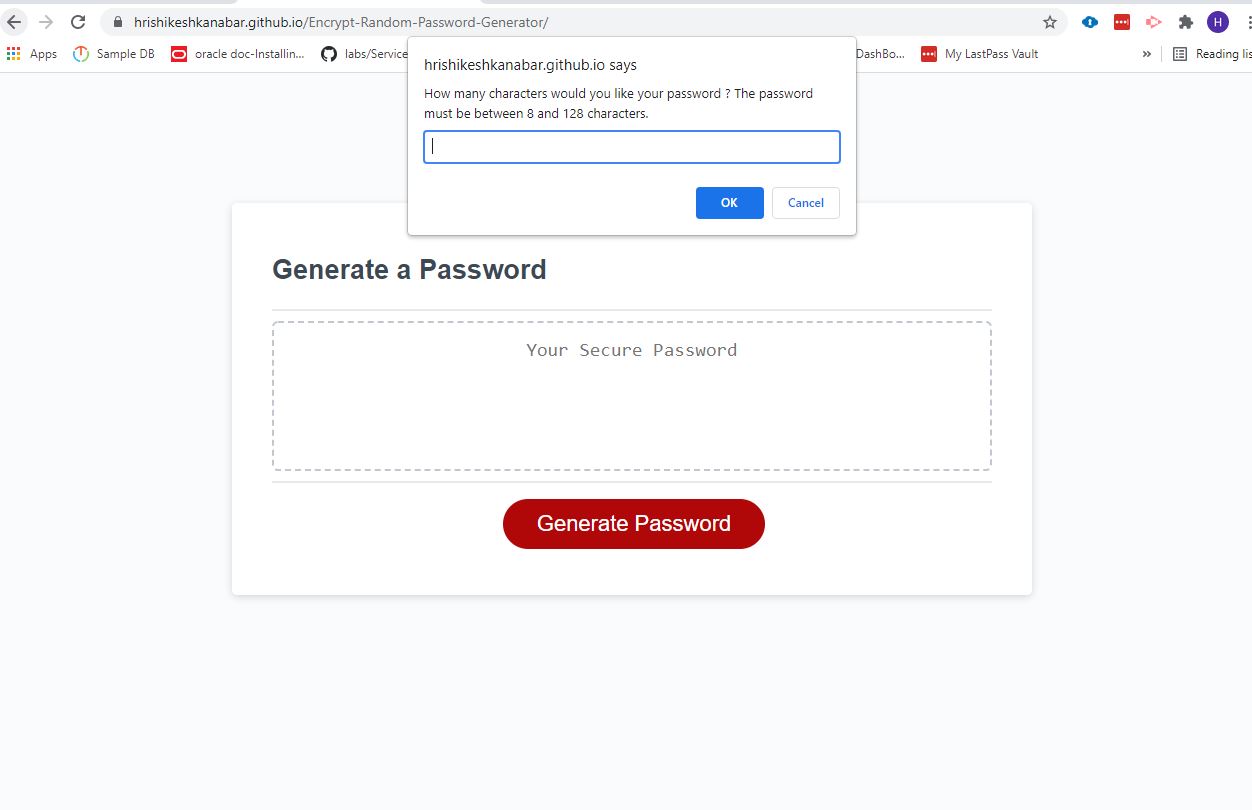 hrishikeshkanabar.github.io/Encrypt-Random-Password-Generator/
H
Apps Sample DB oracle doc-Installin... labs/Service DashBo... My LastPass Vault » Reading lis
hrishikeshkanabar.github.io says
How many characters would you like your password ? The password
must be between 8 and 128 characters.
OK Cancel
Generate a Password
Your Secure Password
Generate Password